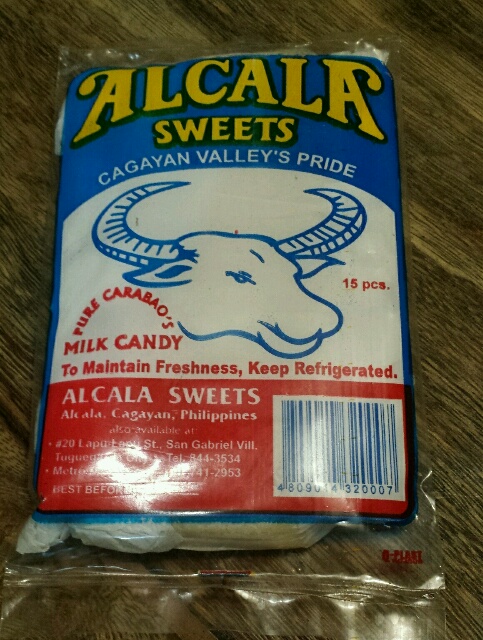 ALCALA
SWEETS
CAGAYAN VALLEY'S PRIDE
15 pcs.
PURE CARABAO'S
MILK CANDY
To Maintain Freshness, Keep Refrigerated.
ALCALA SWEETS
Alcala, Cagayan, Philippines
also available at:
• #20 St., San Gabriel Vill.
Tel. 844-3534
• 741-2953
BEST
320007